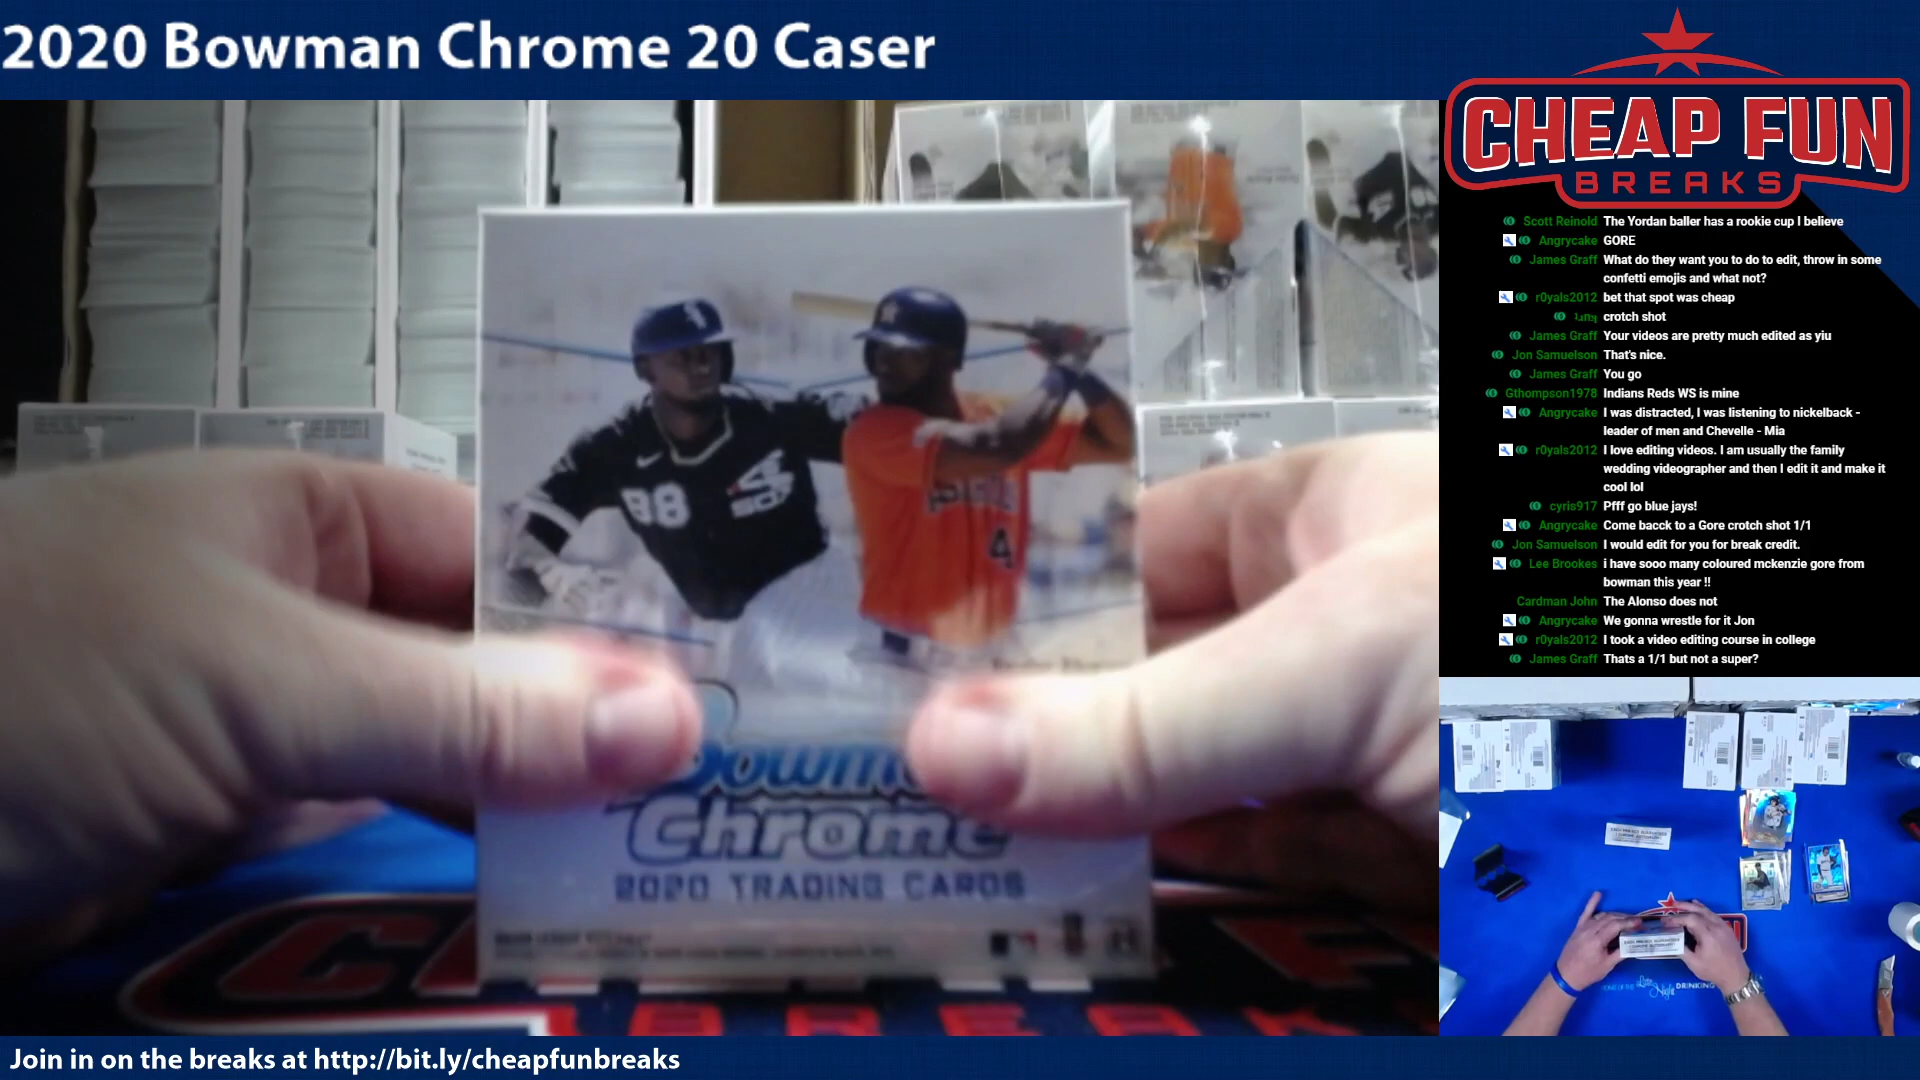 2020 Bowman Chrome 20 Caser
CHEAP FUN
BREAKS
Scott Reinold The Yordan baller has a rookie cup I believe
Angrycake GORE
James Graff What do they want you to do to edit, throw in some
confetti emojis and what not?
r0yals2012 bet that spot was cheap
crotch shot
James Graff Your videos are pretty much edited as yiu
Jon Samuelson That's nice.
James Graff You go
Gthompson1978 Indians Reds WS is mine
Angrycake I was distracted, I was listening to nickelback -
leader of men and Chevelle - Mia
r0yals2012 I love editing videos. I am usually the family
wedding videographer and then I edit it and make it
cool lol
cyris917 Pfff go blue jays!
Angrycake Come bacck to a Gore crotch shot 1/1
Jon Samuelson I would edit for you for break credit.
Lee Brookes i have sooo many coloured mckenzie gore from
bowman this year !!
Cardman John The Alonso does not
Angrycake We gonna wrestle for it Jon
r0yals2012 I took a video editing course in college
James Graff Thats a 1/1 but not a super?
88
SOX
4
Chrome
2020 TRADING CARDS
DRINKING
Join in on the breaks at http://bit.ly/cheapfunbreaks